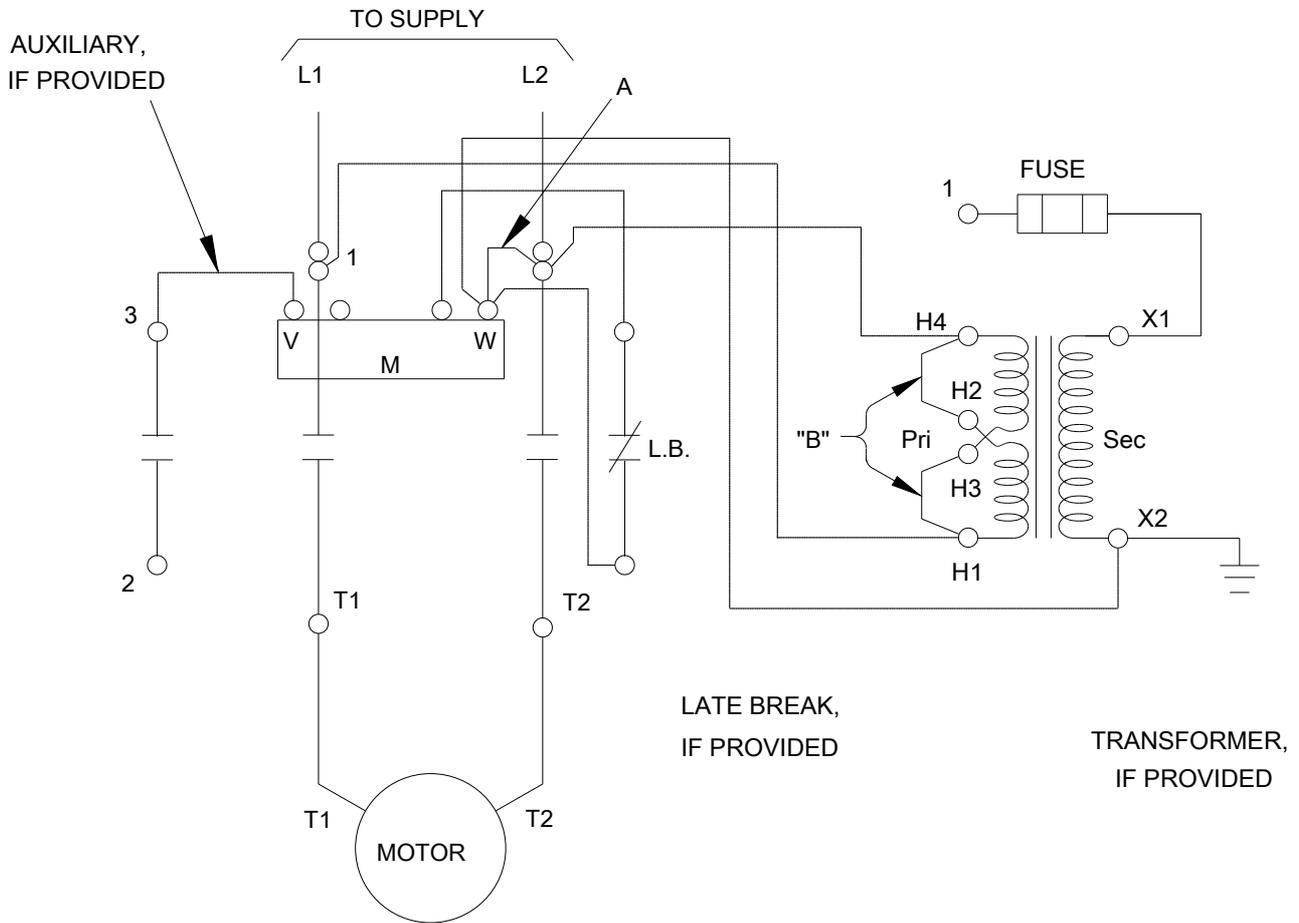 TO SUPPLY
AUXILIARY,
IF PROVIDED
L1
L2
A
FUSE
1
1
3
V
W
M
H4
X1
H2
"B"
Pri
Sec
L.B.
H3
X2
H1
2
T1
T2
LATE BREAK,
IF PROVIDED
TRANSFORMER,
IF PROVIDED
T1
T2
MOTOR